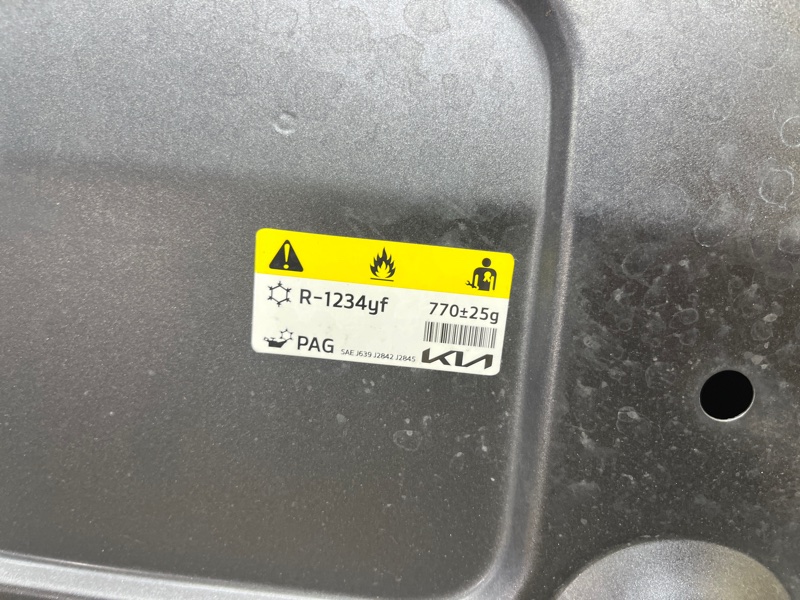 R-1234yf 770±25g
PAG SAE J639 J2842 J2845 KIA